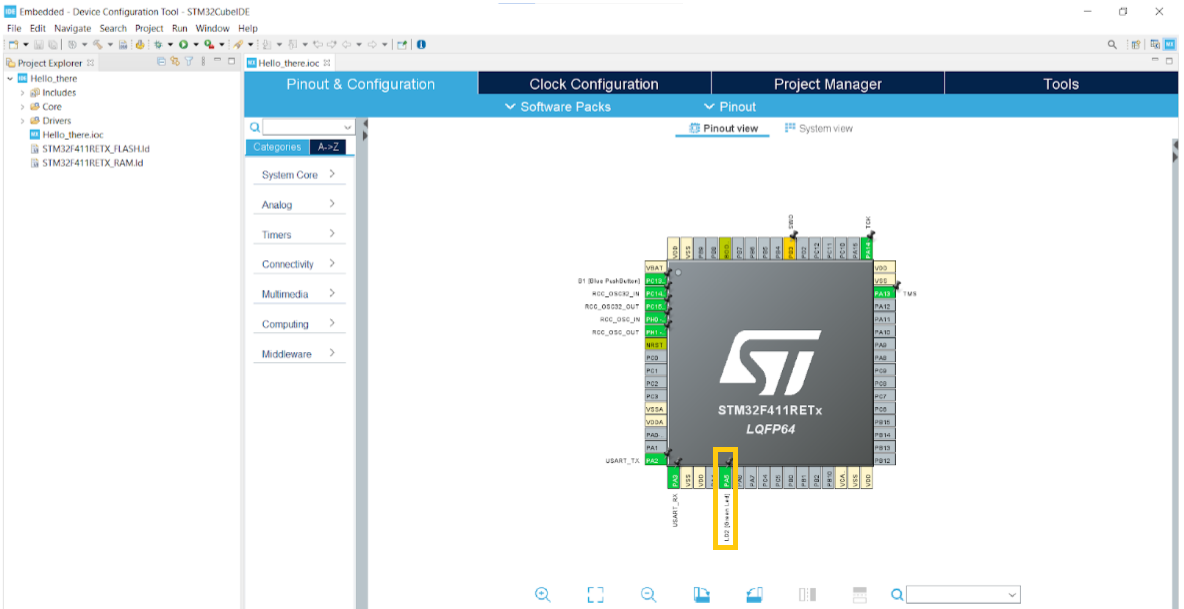 IDE Embedded - Device Configuration Tool - STM32CubeIDE
File Edit Navigate Search Project Run Window Help
Project Explorer
Hello_there.ioc
Hello_there
Includes
Core
Drivers
Hello_there.ioc
STM32F411RETX_FLASH.ld
STM32F411RETX_RAM.ld
Pinout & Configuration
Clock Configuration
Project Manager
Tools
Software Packs
Pinout
Pinout view
System view
Categories
A->Z
System Core
Analog
Timers
Connectivity
Multimedia
Computing
Middleware
SWO
TCK
VDD
VSS
PB9
PB8
PB7
PB6
PB5
PB4
PB3
PD2
PC12
PC11
PC10
PA15
PA14
VBAT
B1 [Blue PushButton]
PC13..
RCC_OSC32_IN
PC14..
RCC_OSC32_OUT
PC15..
RCC_OSC_IN
PH0 -..
RCC_OSC_OUT
PH1 -..
NRST
PC0
PC1
PC2
PC3
VSSA
VDDA
PA0
PA1
USART_TX
PA2
VDD
VSS
PA13
TMS
PA12
PA11
PA10
PA9
PA8
PC9
PC8
PC7
PC6
PB15
PB14
PB13
PB12
ST
STM32F411RETx
LQFP64
PA3
VSS
VDD
PA5
PA6
PA7
PC4
PC5
PB0
PB1
PB2
PB10
VCA
VSS
VDD
USART_RX
LD2 [Green Led]